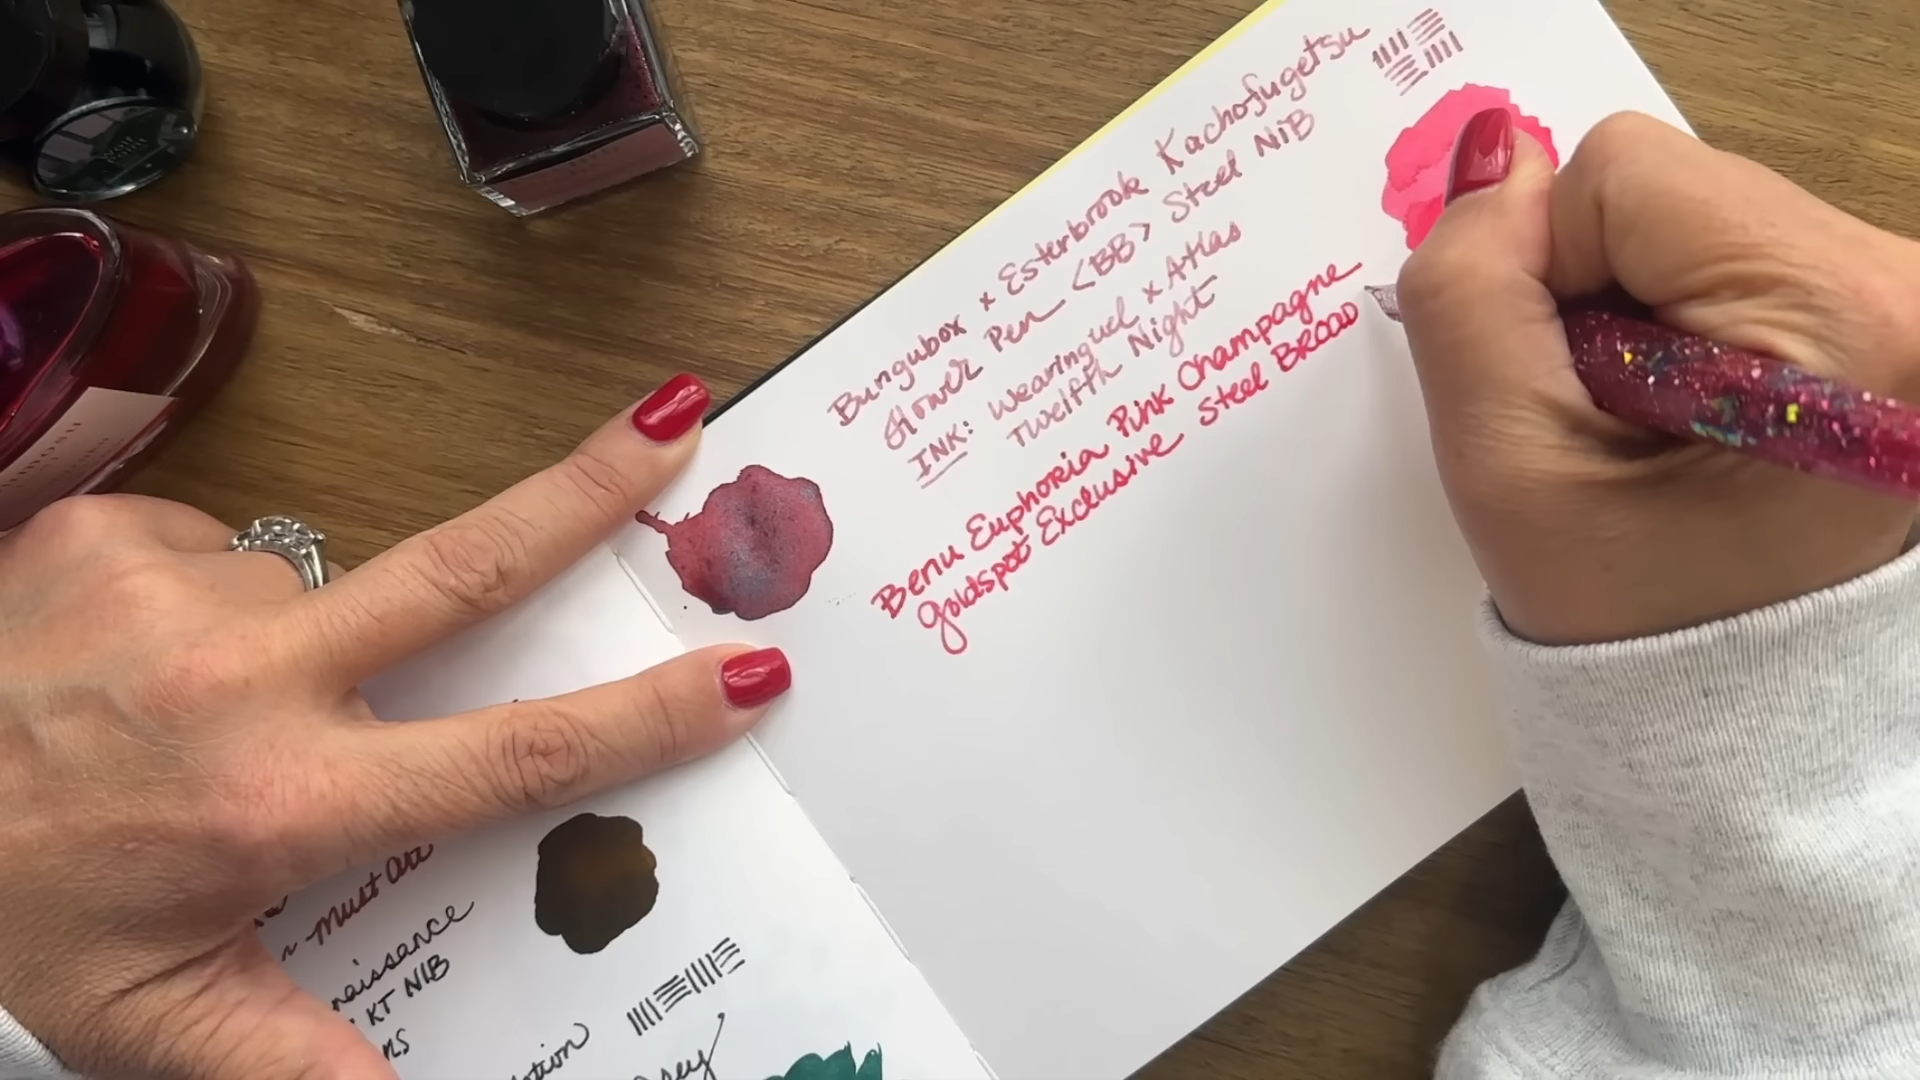 Bungubox x Esterbrook Kachofugetsu
Flower Pen <BB> Steel NIB
INK: Wearingeul x Atlas
Twelfth Night
Benu Euphoria Pink Champagne
Goldspot Exclusive Steel Broad
Must
naissance
KT NIB